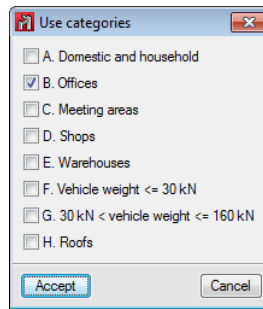 Use categories
A. Domestic and household
B. Offices
C. Meeting areas
D. Shops
E. Warehouses
F. Vehicle weight <= 30 kN
G. 30 kN < vehicle weight <= 160 kN
H. Roofs
Accept Cancel